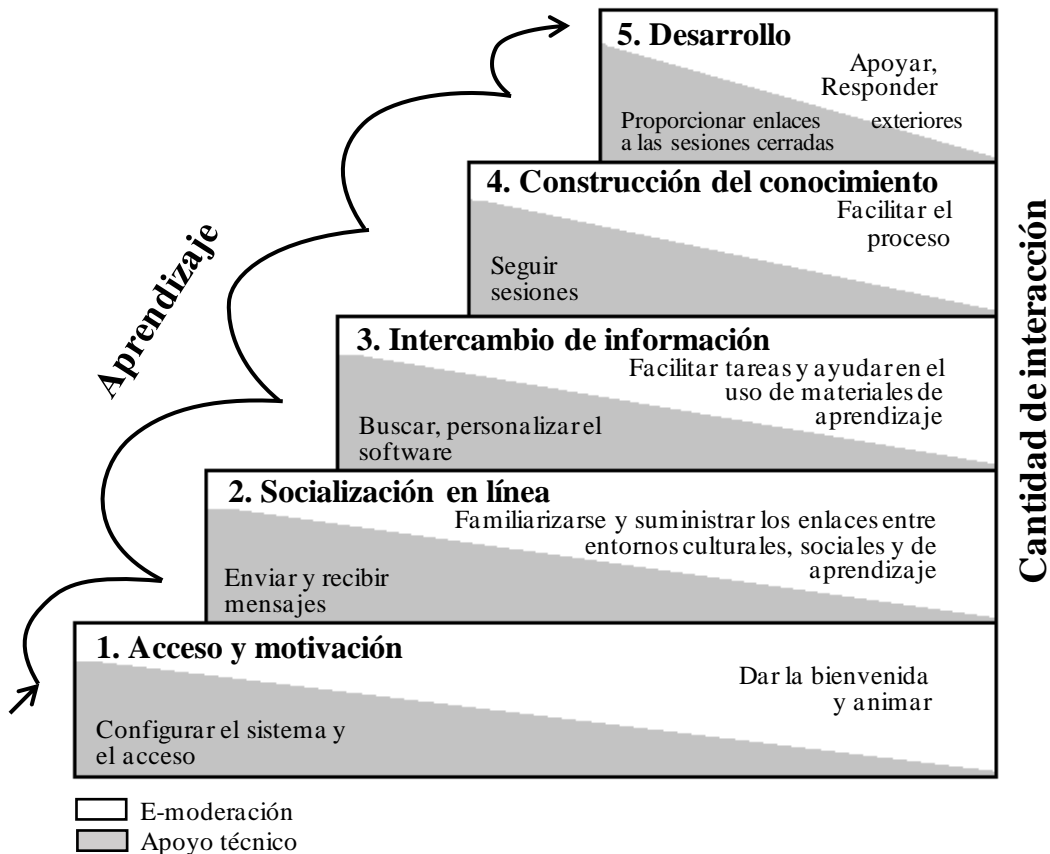 5. Desarrollo
Apoyar,
Responder
Proporcionar enlaces exteriores
a las sesiones cerradas
4. Construcción del conocimiento
Facilitar el
proceso
Seguir
sesiones
3. Intercambio de información
Facilitar tareas y ayudar en el
uso de materiales de
aprendizaje
Buscar, personalizar el
software
2. Socialización en línea
Familiarizarse y suministrar los enlaces entre
entornos culturales, sociales y de
aprendizaje
Enviar y recibir
mensajes
1. Acceso y motivación
Dar la bienvenida
y animar
Configurar el sistema y
el acceso
Aprendizaje
Cantidad de interacción
E-moderación
Apoyo técnico